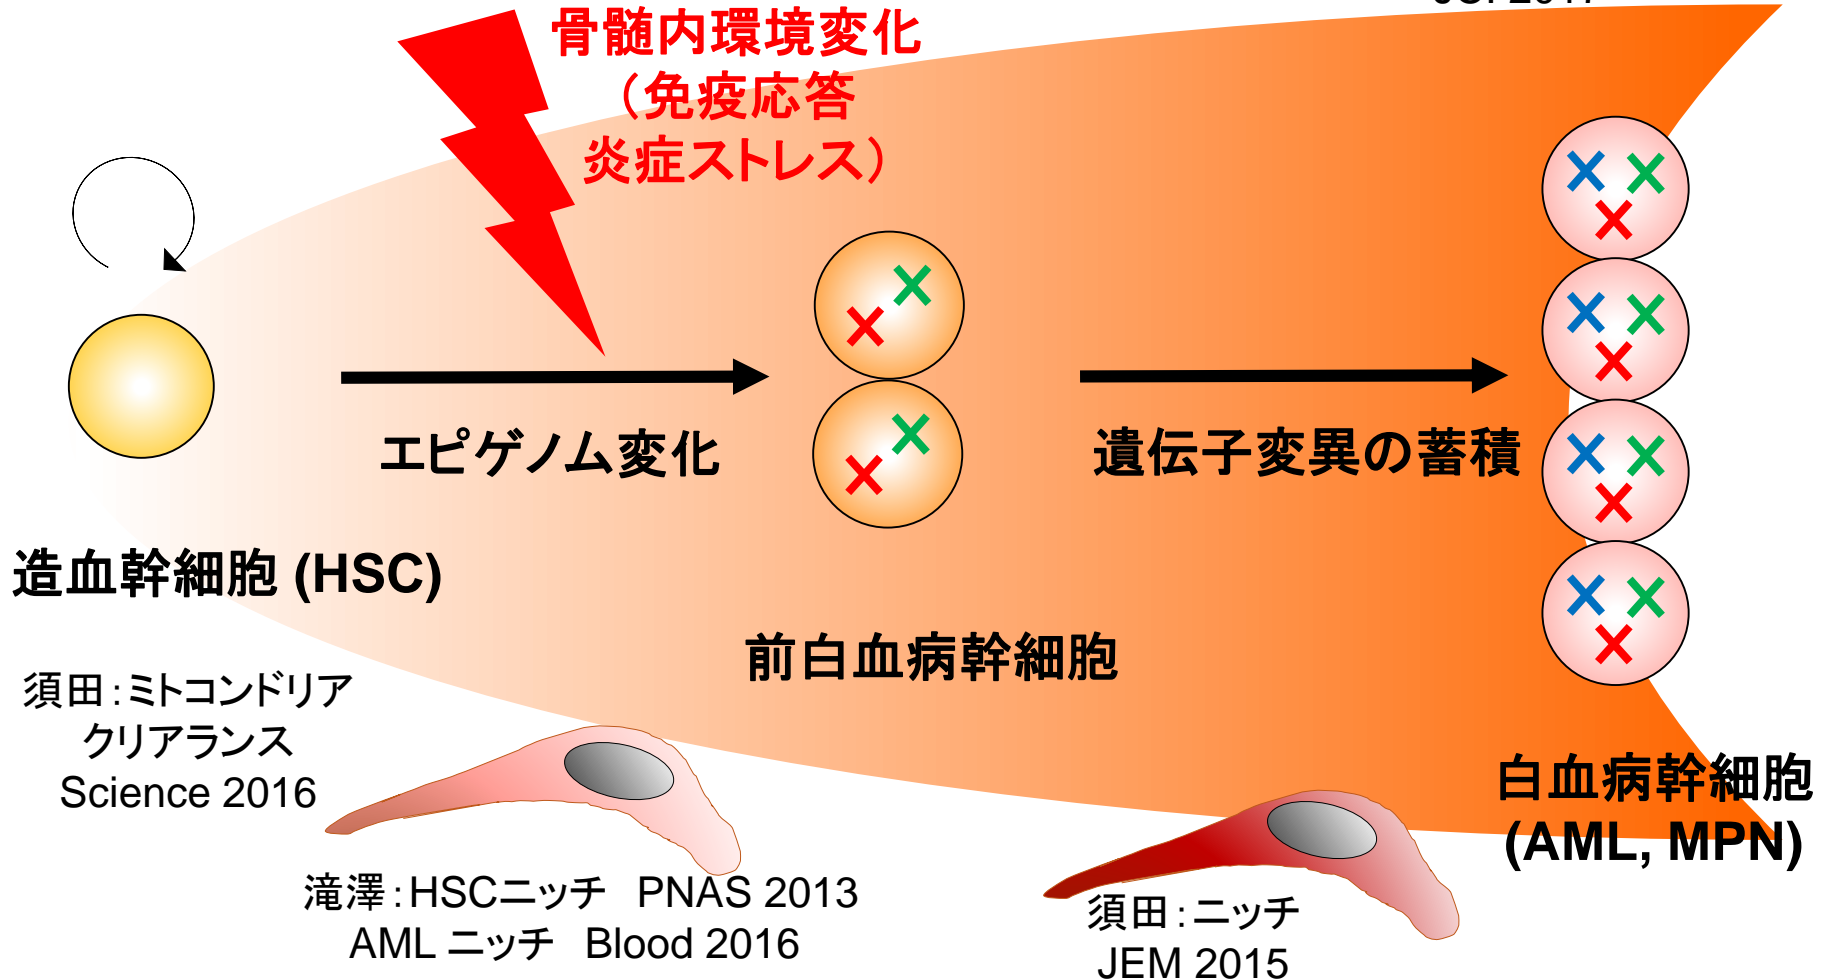 骨髄内環境変化
（免疫応答
炎症ストレス）
エピゲノム変化
遺伝子変異の蓄積
造血幹細胞 (HSC)
前白血病幹細胞
須田：ミトコンドリア
クリアランス
Science 2016
白血病幹細胞
(AML, MPN)
滝澤：HSCニッチ　PNAS 2013
AML ニッチ　Blood 2016
須田：ニッチ
JEM 2015